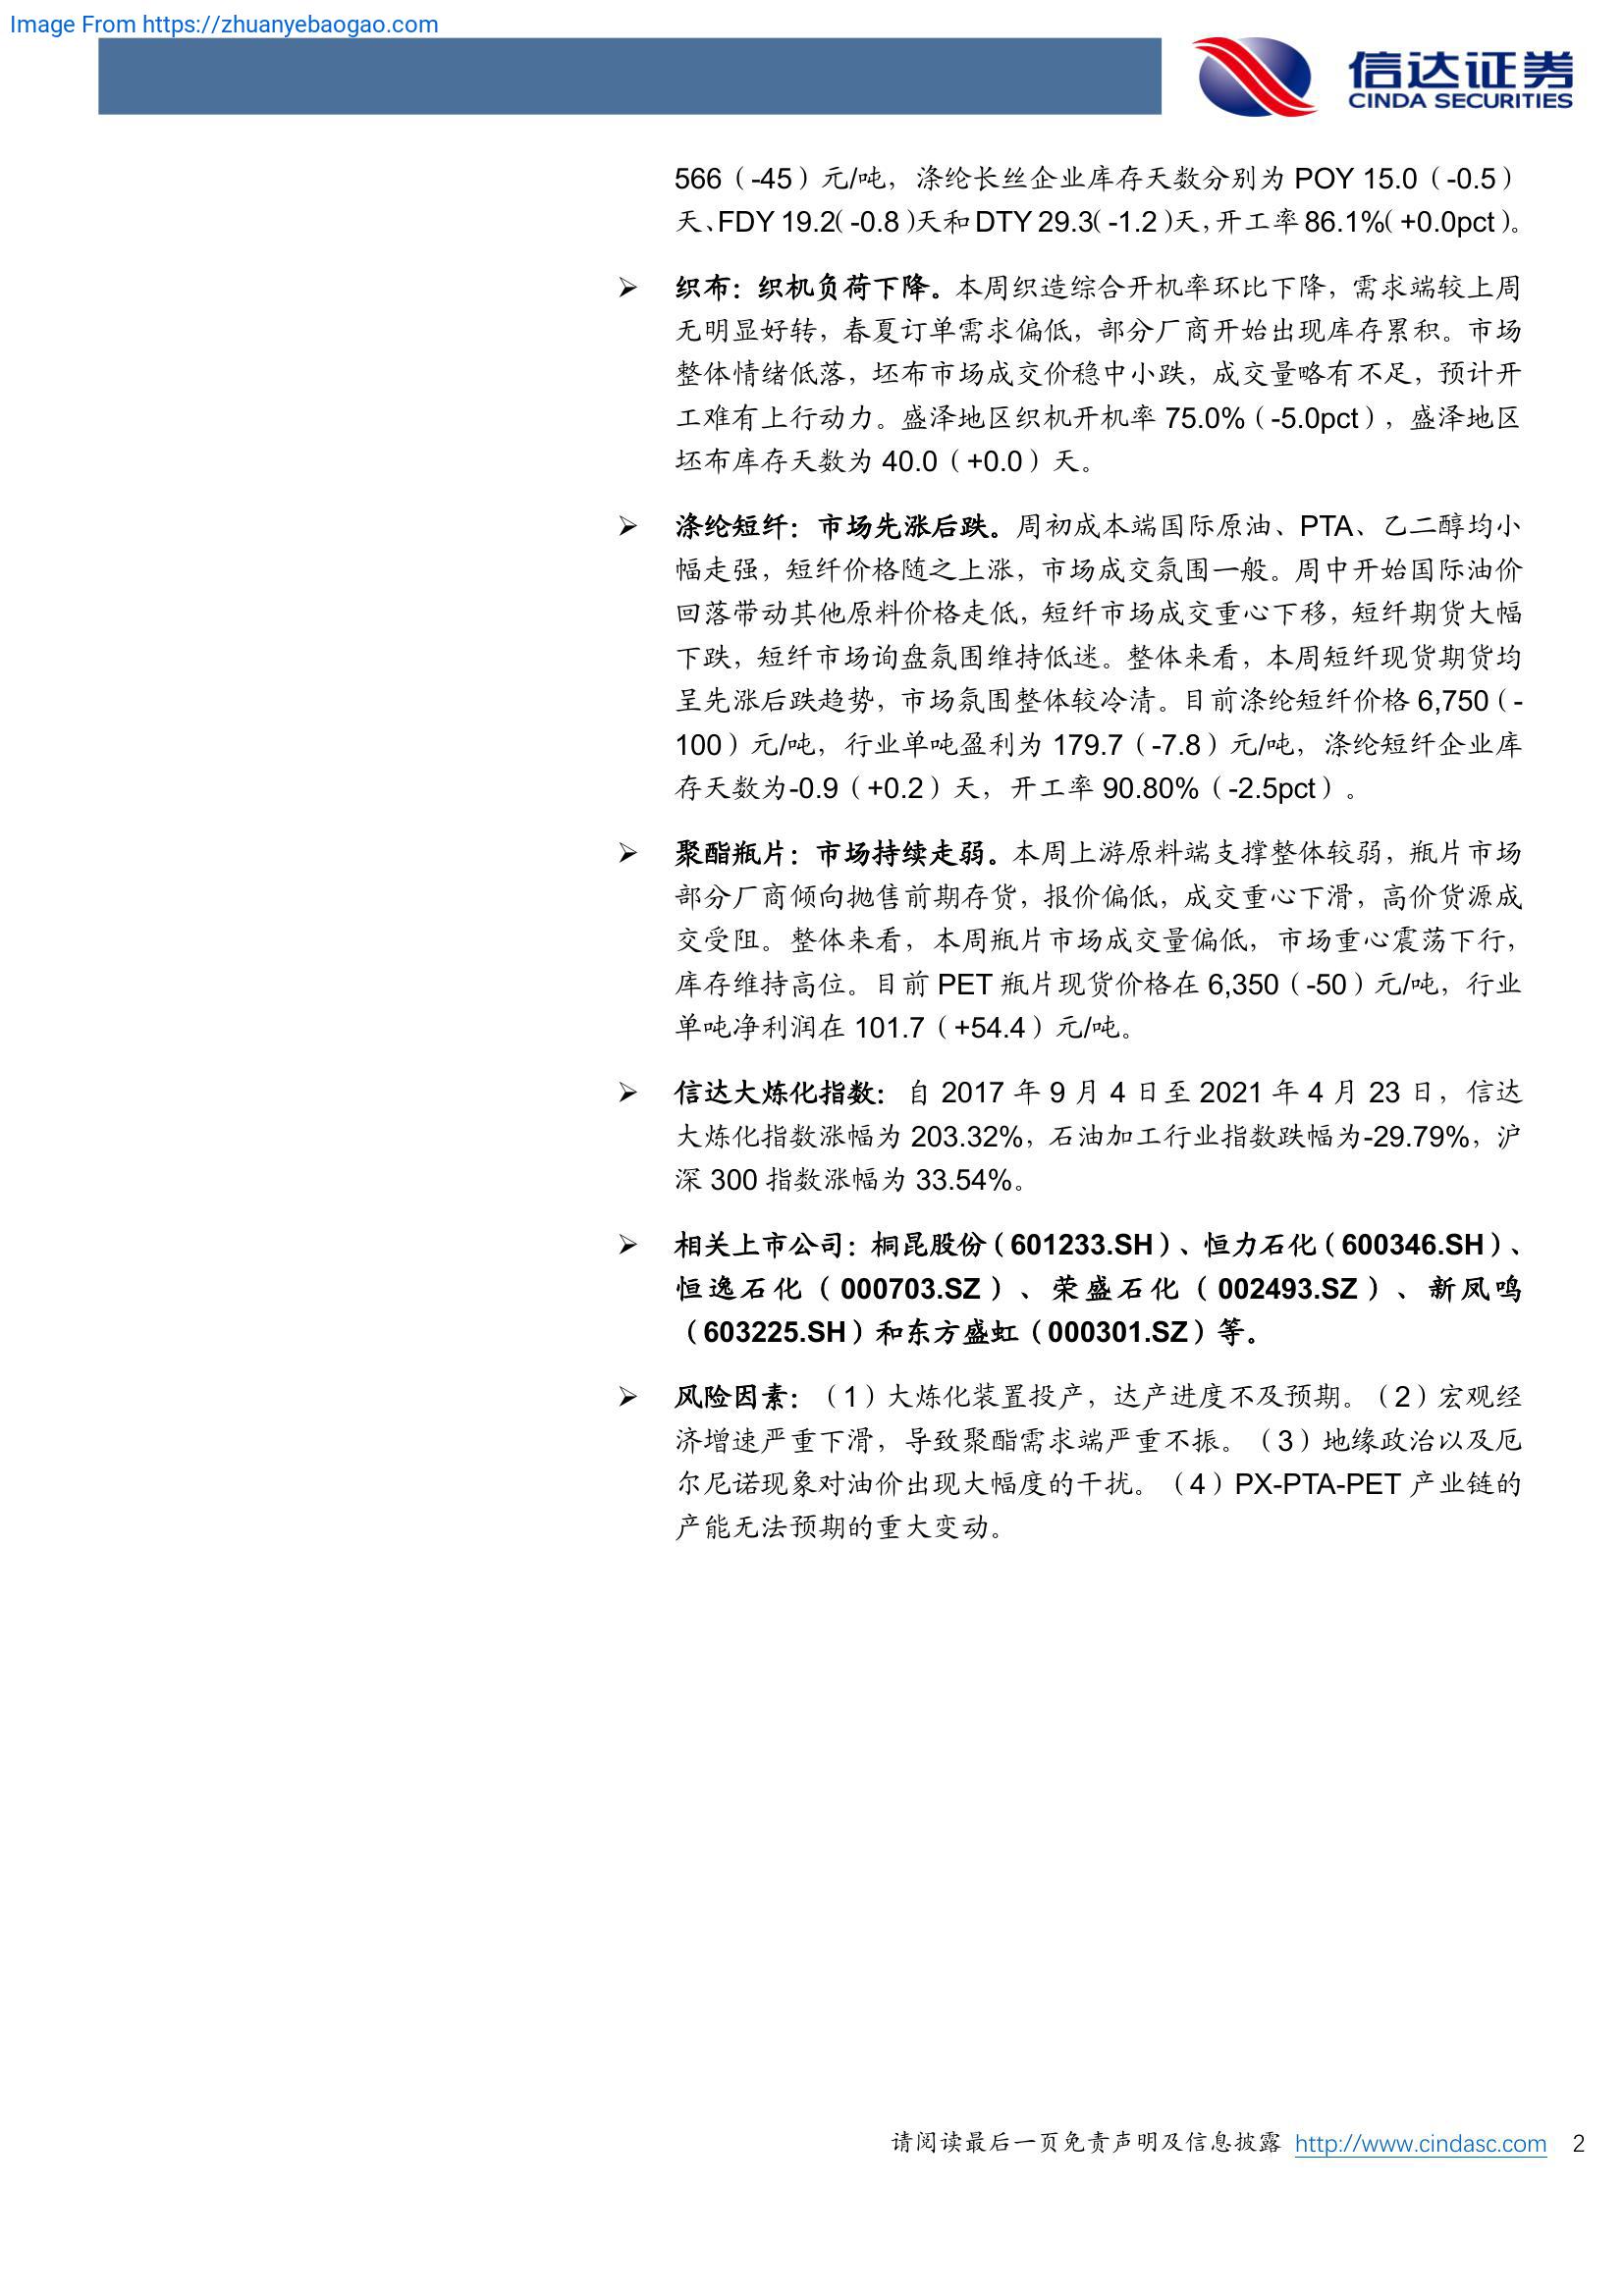 Image From https://zhuanyebaogao.com
信达证券
CINDA SECURITIES
566（-45）元/吨，涤纶长丝企业库存天数分别为 POY 15.0（-0.5）
天、FDY 19.2（-0.8）天和 DTY 29.3（-1.2）天，开工率 86.1%（+0.0pct）。
➢ 织布：织机负荷下降。本周织造综合开机率环比下降，需求端较上周
无明显好转，春夏订单需求偏低，部分厂商开始出现库存累积。市场
整体情绪低落，坯布市场成交价稳中小跌，成交量略有不足，预计开
工难有上行动力。盛泽地区织机开机率 75.0%（-5.0pct），盛泽地区
坯布库存天数为 40.0（+0.0）天。
➢ 涤纶短纤：市场先涨后跌。周初成本端国际原油、PTA、乙二醇均小
幅走强，短纤价格随之上涨，市场成交氛围一般。周中开始国际油价
回落带动其他原料价格走低，短纤市场成交重心下移，短纤期货大幅
下跌，短纤市场询盘氛围维持低迷。整体来看，本周短纤现货期货均
呈先涨后跌趋势，市场氛围整体较冷清。目前涤纶短纤价格 6,750（-
100）元/吨，行业单吨盈利为 179.7（-7.8）元/吨，涤纶短纤企业库
存天数为-0.9（+0.2）天，开工率 90.80%（-2.5pct）。
➢ 聚酯瓶片：市场持续走弱。本周上游原料端支撑整体较弱，瓶片市场
部分厂商倾向抛售前期存货，报价偏低，成交重心下滑，高价货源成
交受阻。整体来看，本周瓶片市场成交量偏低，市场重心震荡下行，
库存维持高位。目前 PET 瓶片现货价格在 6,350（-50）元/吨，行业
单吨净利润在 101.7（+54.4）元/吨。
➢ 信达大炼化指数：自 2017 年 9 月 4 日至 2021 年 4 月 23 日，信达
大炼化指数涨幅为 203.32%，石油加工行业指数跌幅为-29.79%，沪
深 300 指数涨幅为 33.54%。
➢ 相关上市公司：桐昆股份（601233.SH）、恒力石化（600346.SH）、
恒逸石化（000703.SZ）、荣盛石化（002493.SZ）、新凤鸣
（603225.SH）和东方盛虹（000301.SZ）等。
➢ 风险因素：（1）大炼化装置投产，达产进度不及预期。（2）宏观经
济增速严重下滑，导致聚酯需求端严重不振。（3）地缘政治以及厄
尔尼诺现象对油价出现大幅度的干扰。（4）PX-PTA-PET 产业链的
产能无法预期的重大变动。
请阅读最后一页免责声明及信息披露 http://www.cindasc.com 2